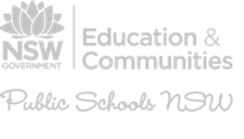 NSW
GOVERNMENT
Education &
Communities
Public Schools NSW